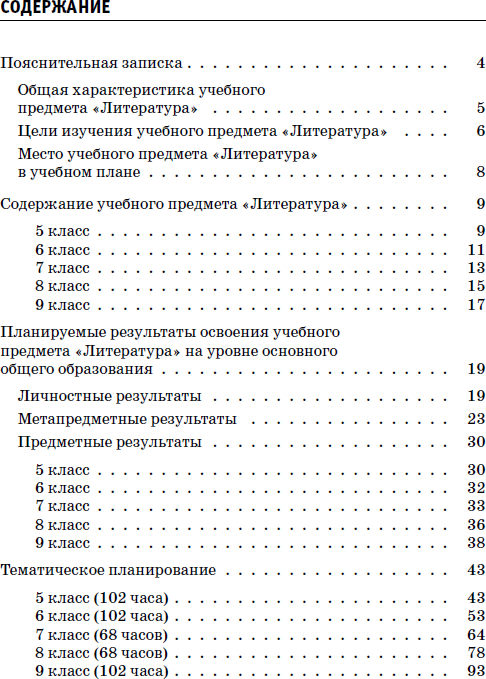 СОДЕРЖАНИЕ
Пояснительная записка . . . . . . . . . . . . . . . . 4
Общая характеристика учебного
предмета «Литература» . . . . . . . . . . . . . . 5
Цели изучения учебного предмета «Литература» . . . . 6
Место учебного предмета «Литература»
в учебном плане . . . . . . . . . . . . . . . . . . 8
Содержание учебного предмета «Литература» . . . . . . 9
5 класс . . . . . . . . . . . . . . . . . . . . . 9
6 класс . . . . . . . . . . . . . . . . . . . . . 11
7 класс . . . . . . . . . . . . . . . . . . . . . 13
8 класс . . . . . . . . . . . . . . . . . . . . . 15
9 класс . . . . . . . . . . . . . . . . . . . . . 17
Планируемые результаты освоения учебного
предмета «Литература» на уровне основного
общего образования . . . . . . . . . . . . . . . . . 19
Личностные результаты . . . . . . . . . . . . . . 19
Метапредметные результаты . . . . . . . . . . . . 23
Предметные результаты . . . . . . . . . . . . . . 30
5 класс . . . . . . . . . . . . . . . . . . . . . 30
6 класс . . . . . . . . . . . . . . . . . . . . . 32
7 класс . . . . . . . . . . . . . . . . . . . . . 33
8 класс . . . . . . . . . . . . . . . . . . . . . 36
9 класс . . . . . . . . . . . . . . . . . . . . . 38
Тематическое планирование . . . . . . . . . . . . . . 43
5 класс (102 часа) . . . . . . . . . . . . . . . . . 43
6 класс (102 часа) . . . . . . . . . . . . . . . . . 53
7 класс (68 часов) . . . . . . . . . . . . . . . . . 64
8 класс (68 часов) . . . . . . . . . . . . . . . . . 78
9 класс (102 часа) . . . . . . . . . . . . . . . . . 93